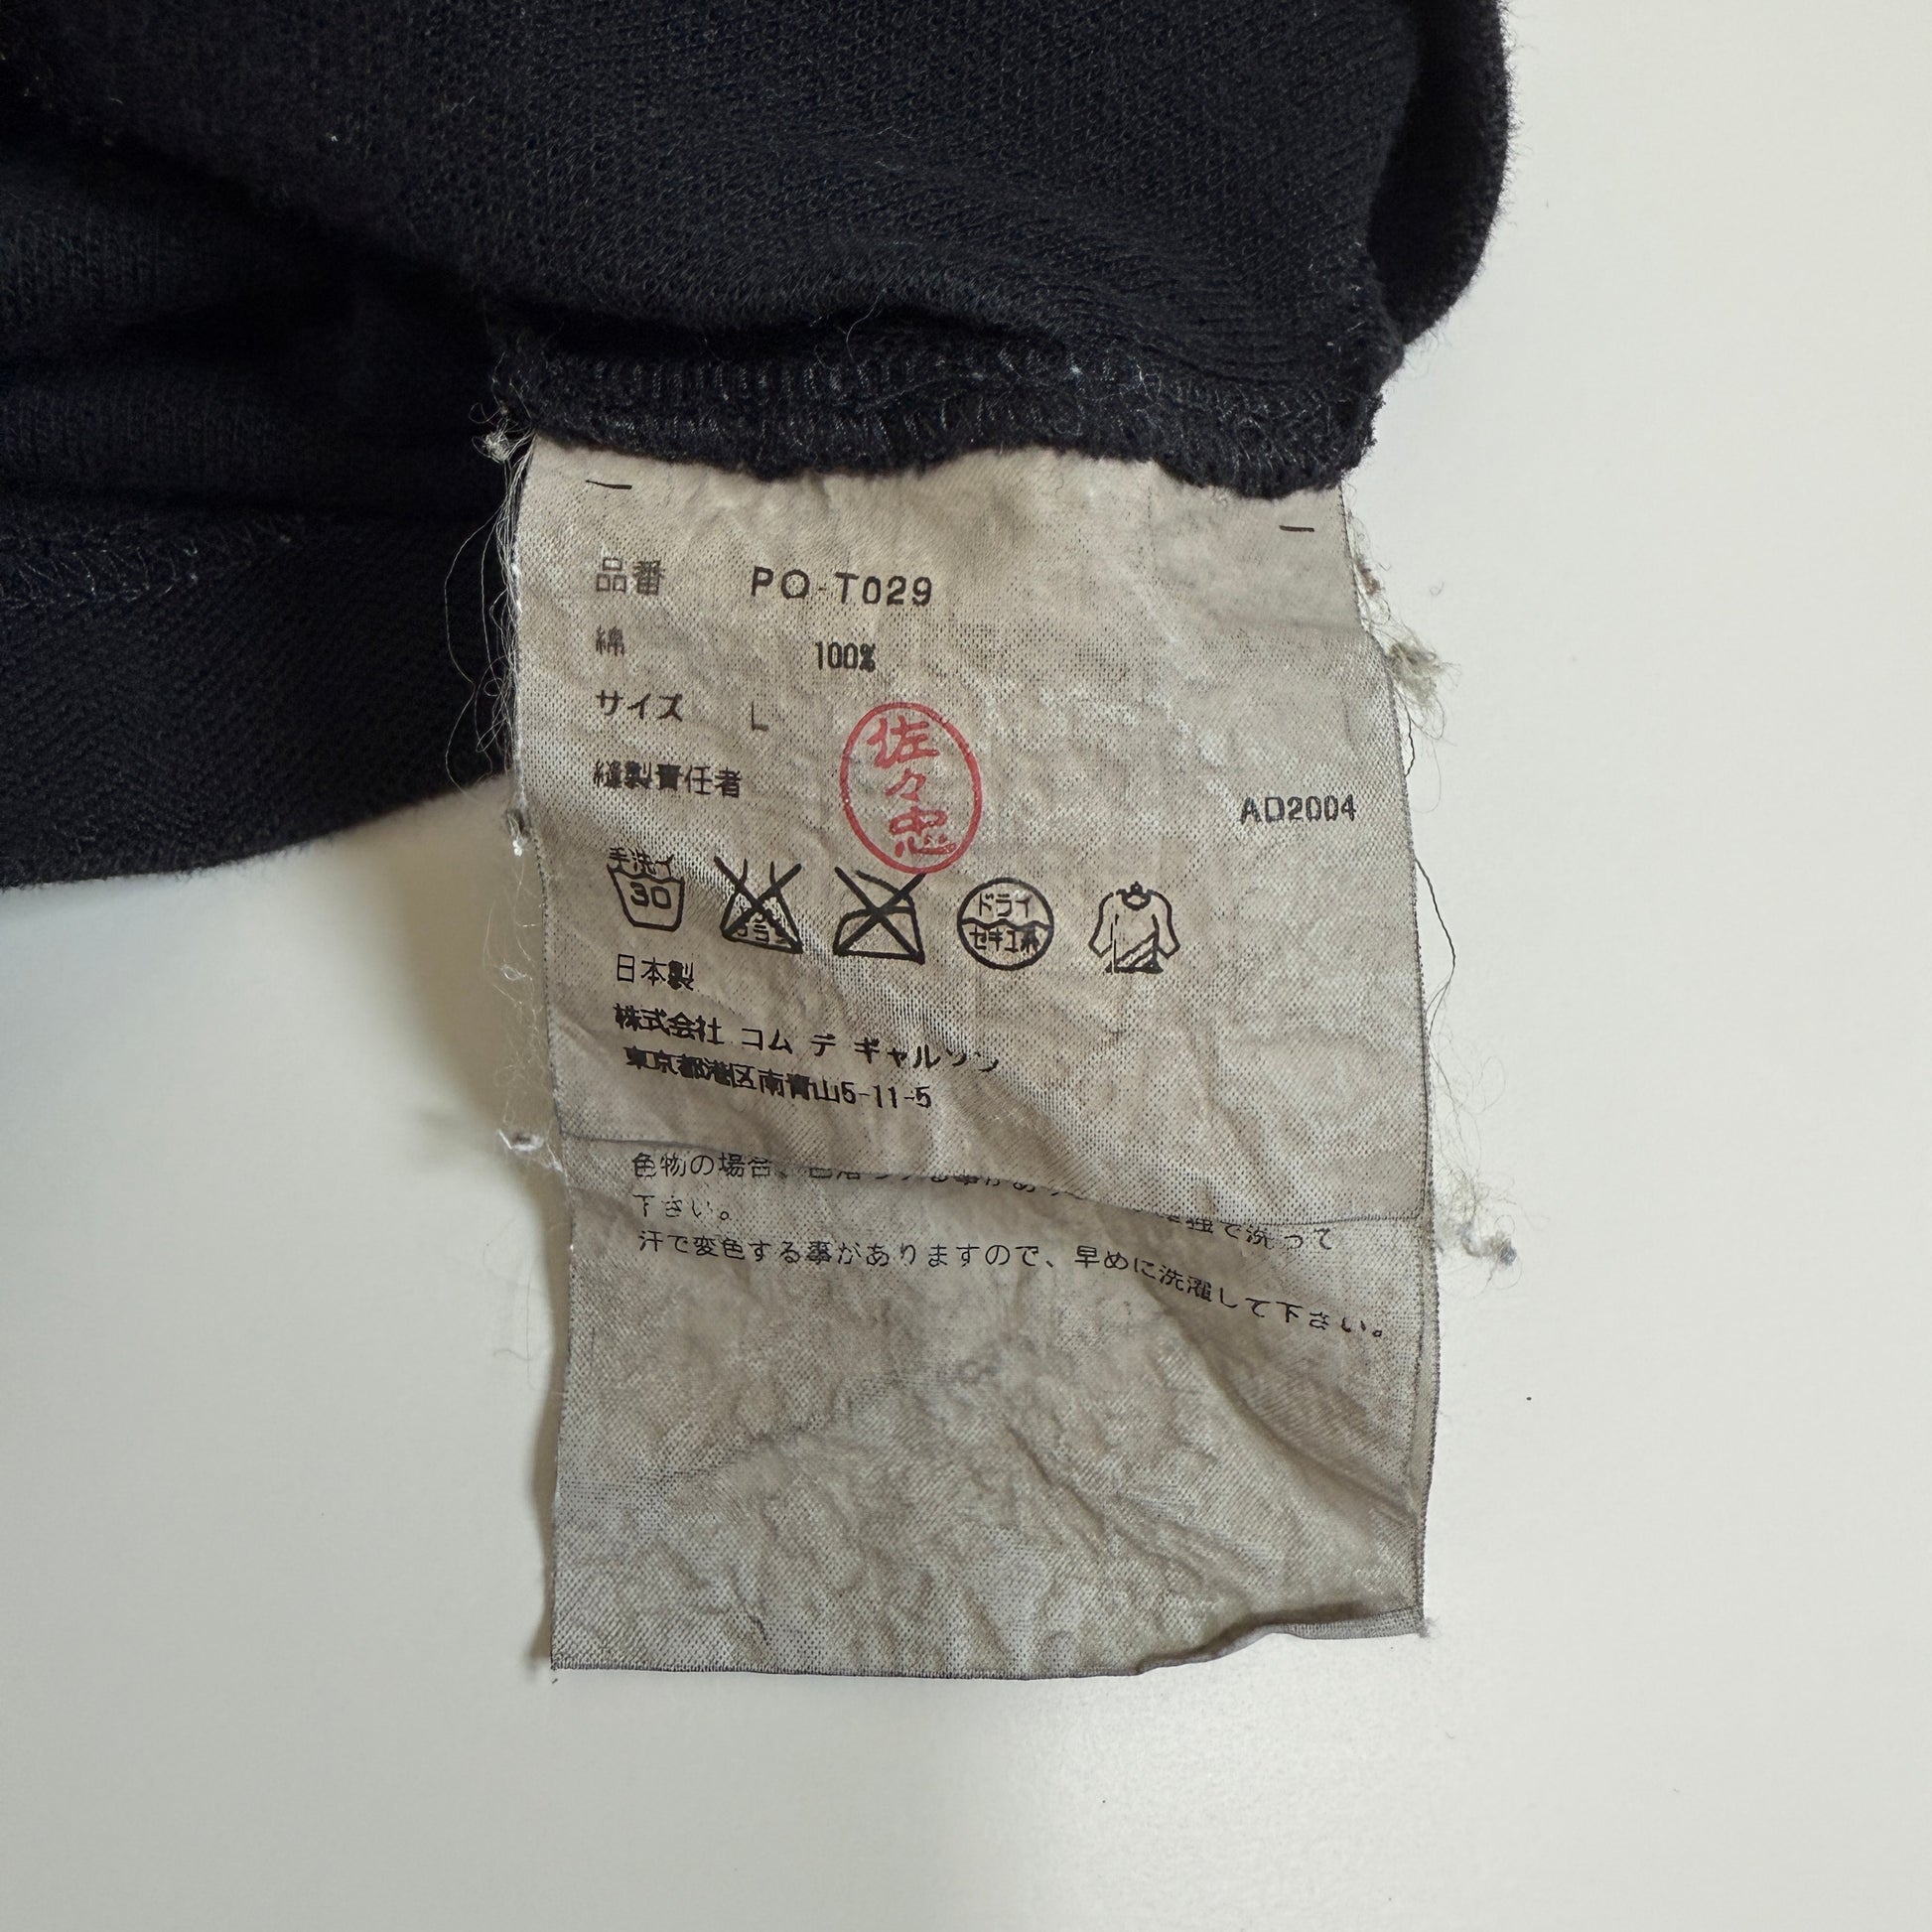 品番 PO-T029
綿 100%
サイズ L
縫製責任者
佐々忠
AD2004
手洗イ
30
ドライ
セキユ系
日本製
株式会社 コム デ ギャルソン
東京都港区南青山5-11-5
色物の場合、
で洗って
下さい。
汗で変色する事がありますので、早めに洗濯して下さい。